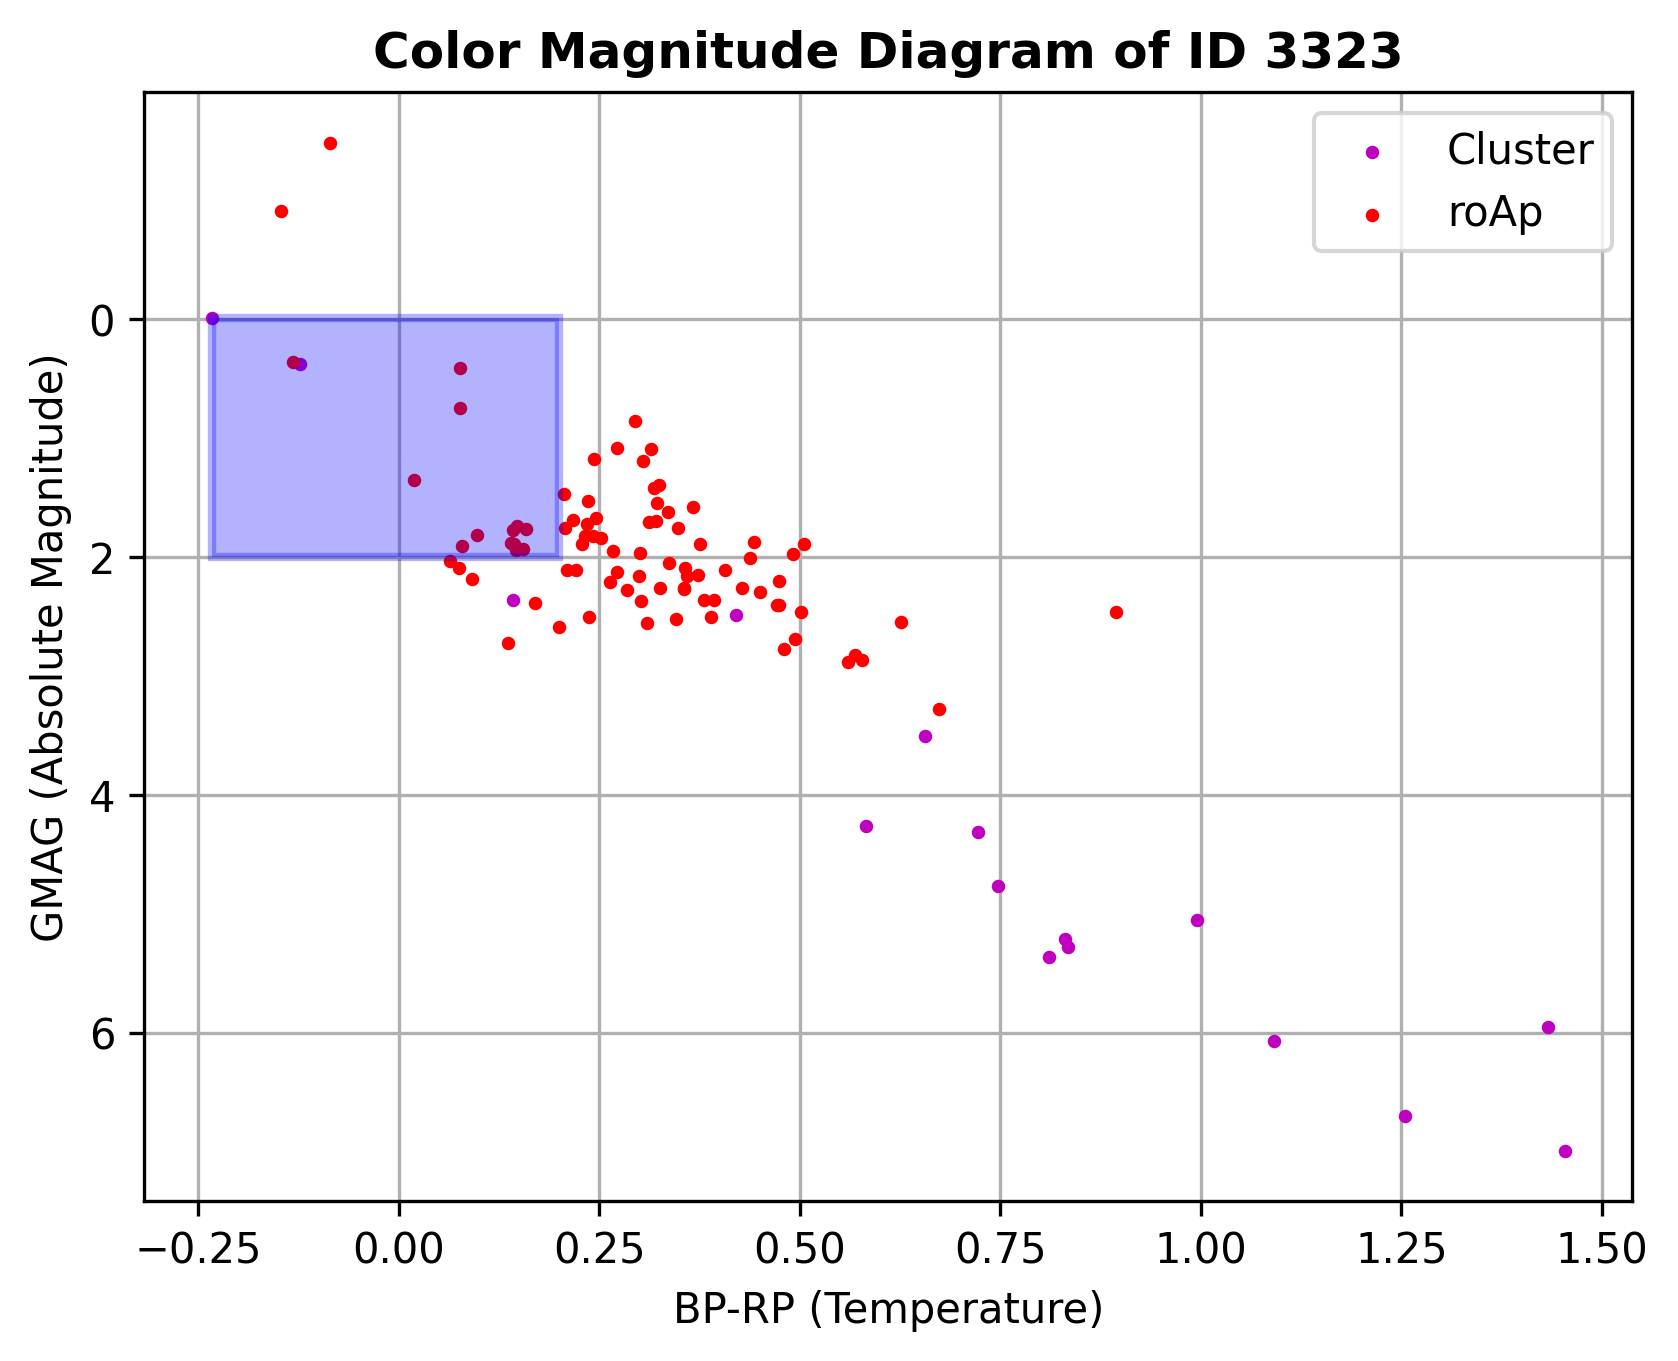 Color Magnitude Diagram of ID 3323
Cluster
roAp
GMAG (Absolute Magnitude)
0
2
4
6
−0.25 0.00 0.25 0.50 0.75 1.00 1.25 1.50
BP-RP (Temperature)